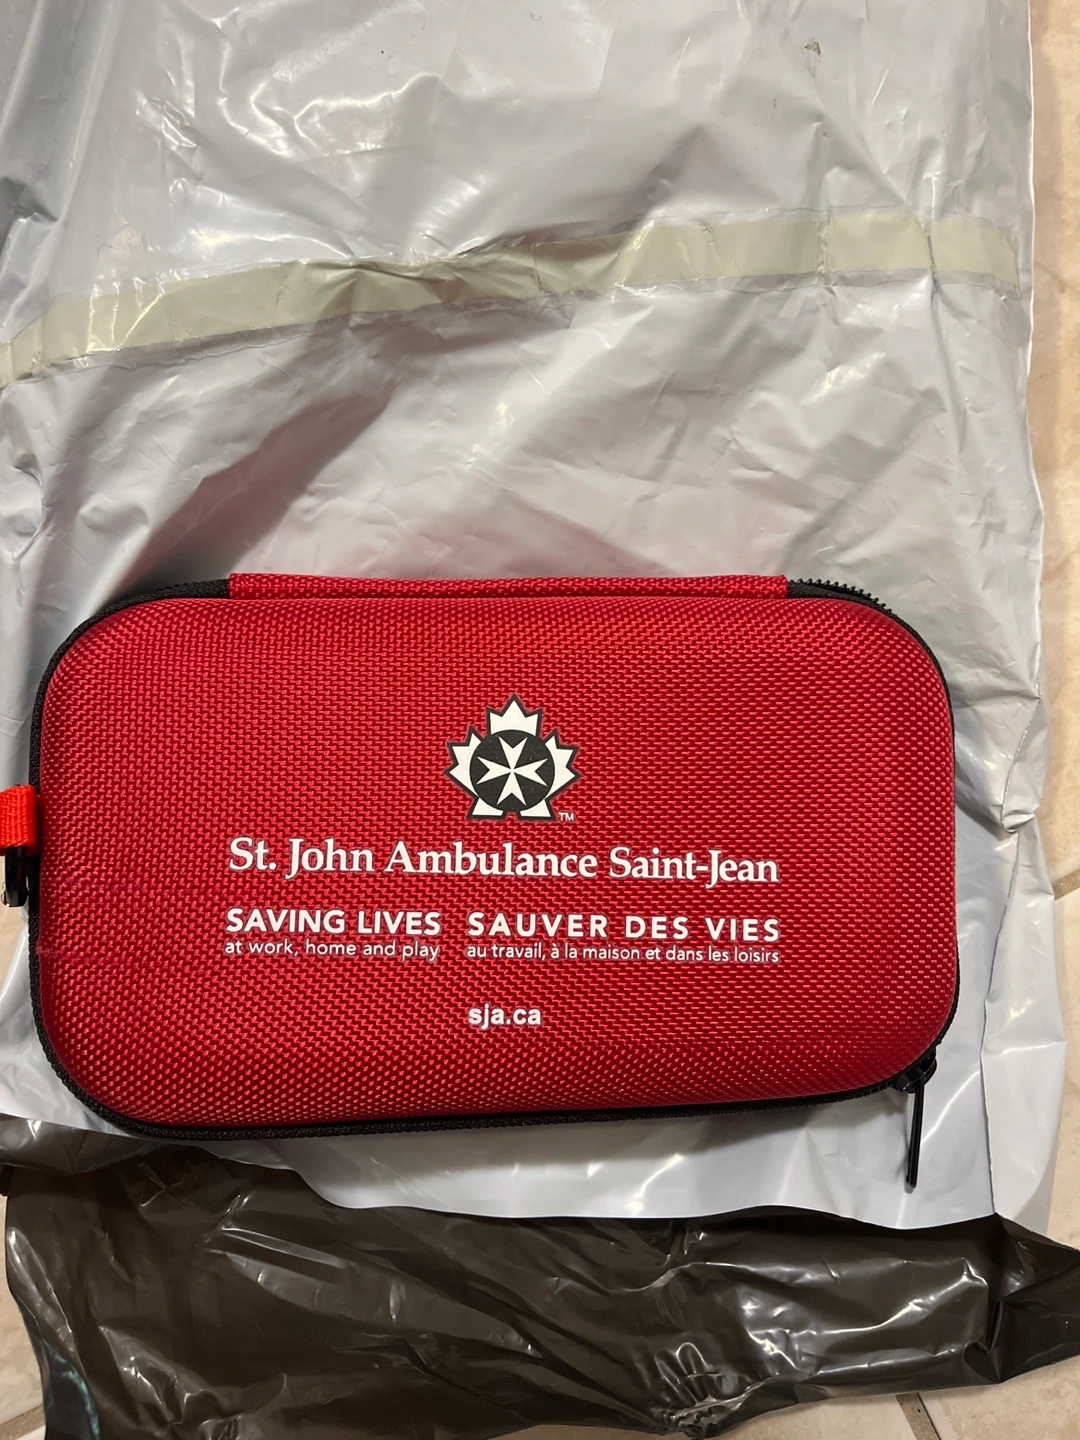 TM
St. John Ambulance Saint-Jean
SAVING LIVES SAUVER DES VIES
at work, home and play au travail, à la maison et dans les loisirs
sja.ca